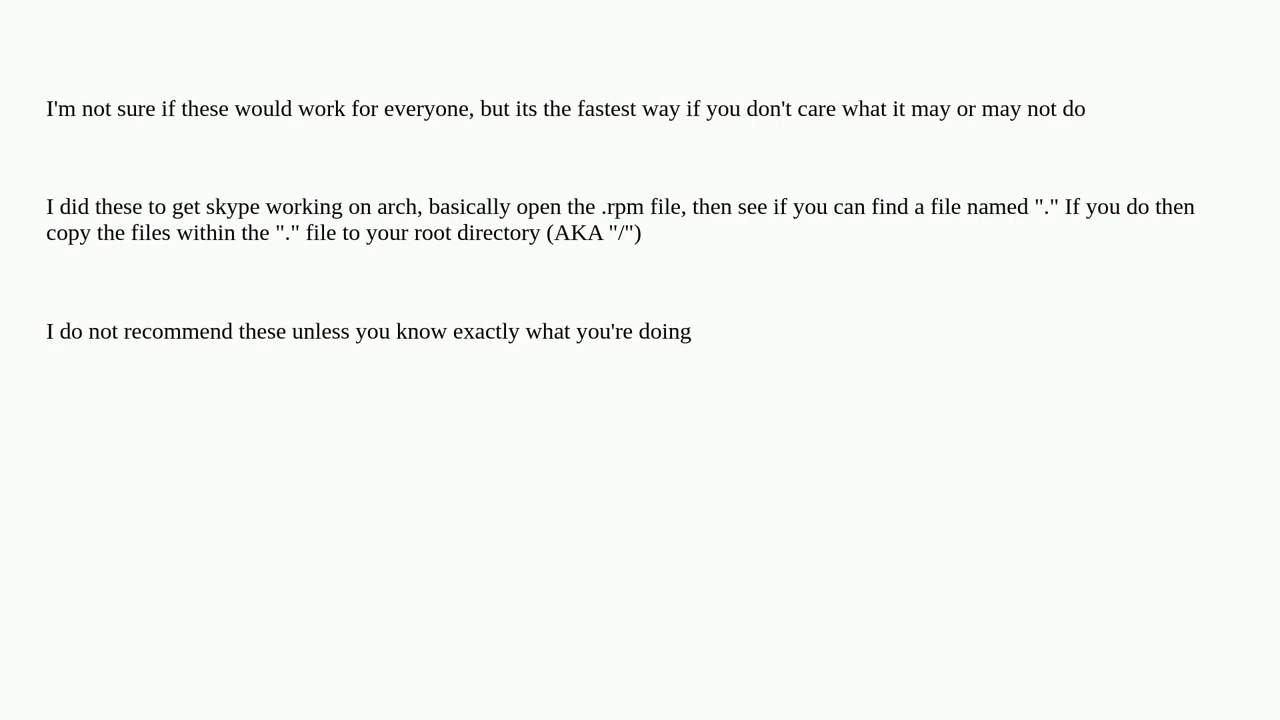 I'm not sure if these would work for everyone, but its the fastest way if you don't care what it may or may not do
I did these to get skype working on arch, basically open the .rpm file, then see if you can find a file named "." If you do then
copy the files within the "." file to your root directory (AKA "/")
I do not recommend these unless you know exactly what you're doing